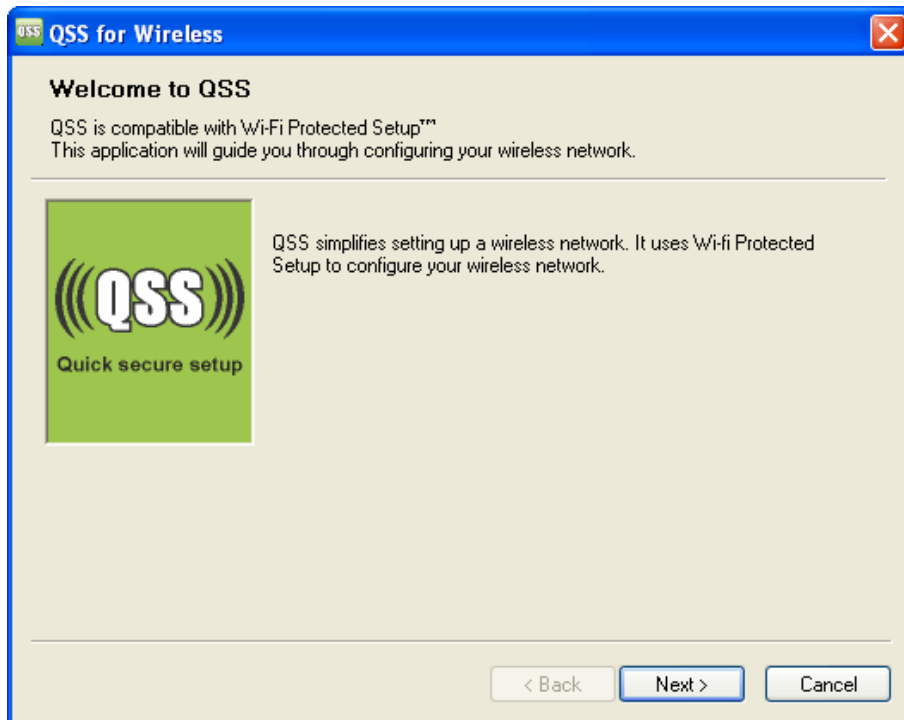 QSS QSS for Wireless
Welcome to QSS
QSS is compatible with Wi-Fi Protected Setup™
This application will guide you through configuring your wireless network.
QSS simplifies setting up a wireless network. It uses Wi-fi Protected
Setup to configure your wireless network.
(((QSS)))
Quick secure setup
< Back Next > Cancel